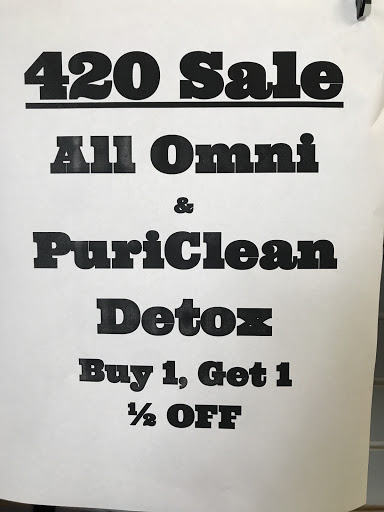 420 Sale
All Omni
&
PuriClean
Detox
Buy 1, Get 1
½ OFF